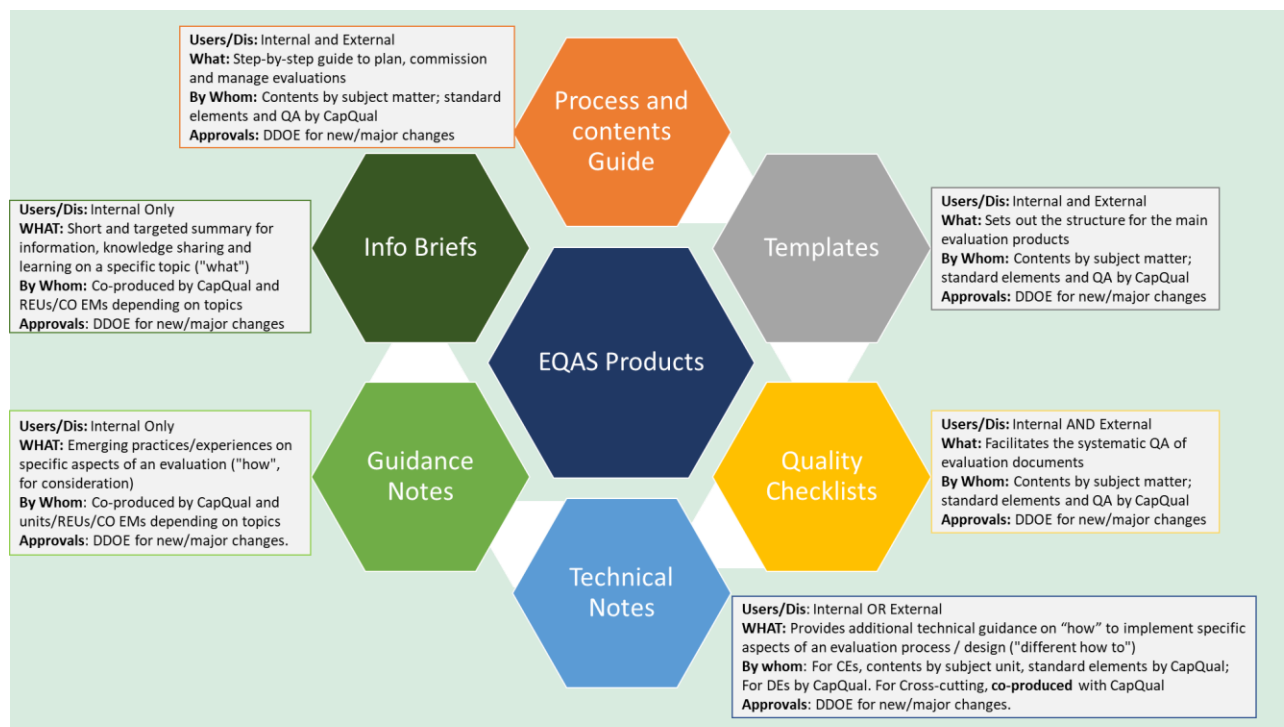 Users/Dis: Internal and External
What: Step-by-step guide to plan, commission
and manage evaluations
By Whom: Contents by subject matter; standard
elements and QA by CapQual
Approvals: DDOE for new/major changes
Process and
contents
Guide
Users/Dis: Internal Only
WHAT: Short and targeted summary for
information, knowledge sharing and
learning on a specific topic ("what")
By Whom: Co-produced by CapQual and
REUs/CO EMs depending on topics
Approvals: DDOE for new/major changes
Info Briefs
Templates
Users/Dis: Internal and External
What: Sets out the structure for the main
evaluation products
By Whom: Contents by subject matter;
standard elements and QA by CapQual
Approvals: DDOE for new/major changes
EQAS Products
Users/Dis: Internal Only
WHAT: Emerging practices/experiences on
specific aspects of an evaluation ("how",
for consideration)
By Whom: Co-produced by CapQual and
units/REUs/CO EMs depending on topics
Approvals: DDOE for new/major changes.
Guidance
Notes
Quality
Checklists
Users/Dis: Internal AND External
What: Facilitates the systematic QA of
evaluation documents
By Whom: Contents by subject matter;
standard elements and QA by CapQual
Approvals: DDOE for new/major changes
Technical
Notes
Users/Dis: Internal OR External
WHAT: Provides additional technical guidance on “how” to implement specific
aspects of an evaluation process / design ("different how to")
By whom: For CEs, contents by subject unit, standard elements by CapQual;
For DEs by CapQual. For Cross-cutting, co-produced with CapQual
Approvals: DDOE for new/major changes.